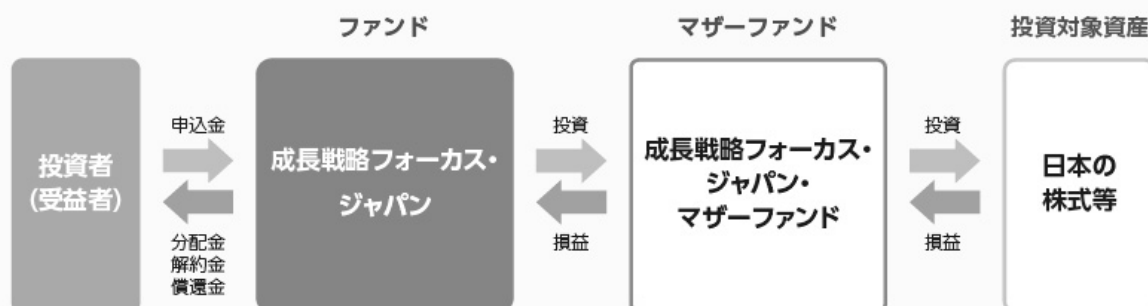 ファンド
マザーファンド
投資対象資産
投資者
(受益者)
申込金
分配金
解約金
償還金
成長戦略フォーカス・
ジャパン
投資
損益
成長戦略フォーカス・
ジャパン・
マザーファンド
投資
損益
日本の
株式等